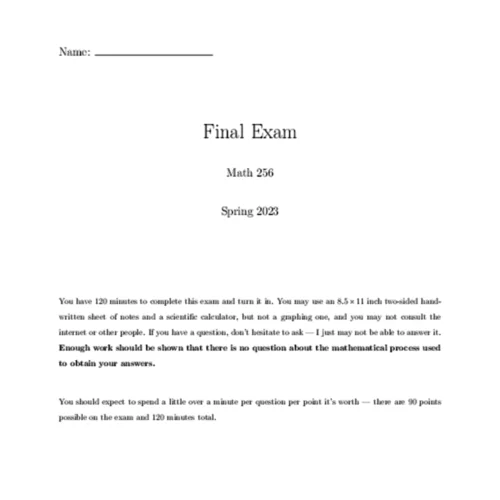 Name:
Final Exam
Math 256
Spring 2023
You have 120 minutes to complete this exam and turn it in. You may use an 8.5 × 11 inch two-sided hand-
written sheet of notes and a scientific calculator, but not a graphing one, and you may not consult the
internet or other people. If you have a question, don't hesitate to ask — I just may not be able to answer it.
Enough work should be shown that there is no question about the mathematical process used
to obtain your answers.
You should expect to spend a little over a minute per question per point it's worth — there are 90 points
possible on the exam and 120 minutes total.